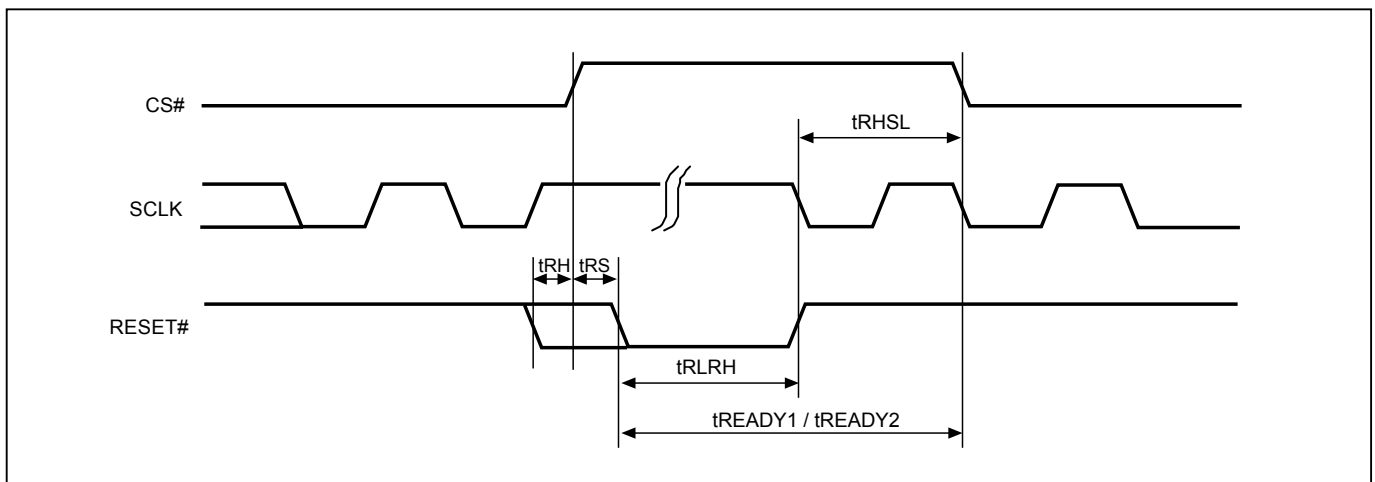 CS#
tRHSL
SCLK
tRH tRS
RESET#
tRLRH
tREADY1 / tREADY2